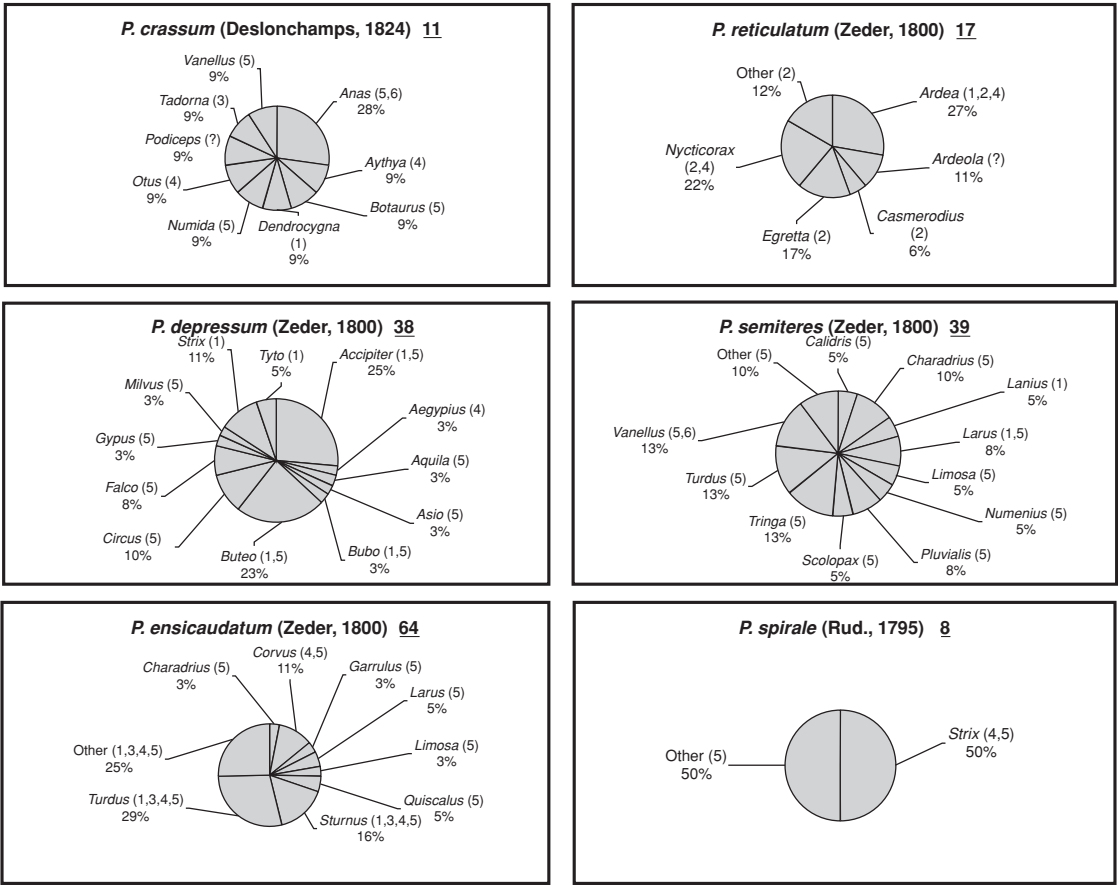 P. crassum (Deslonchamps, 1824) 11
Vanellus (5)
9%
Anas (5,6)
28%
Tadorna (3)
9%
Podiceps (?)
9%
Aythya (4)
9%
Otus (4)
9%
Botaurus (5)
9%
Numida (5)
9%
Dendrocygna
(1)
9%
P. reticulatum (Zeder, 1800) 17
Other (2)
12%
Ardea (1,2,4)
27%
Nycticorax
(2,4)
22%
Ardeola (?)
11%
Casmerodius
(2)
6%
Egretta (2)
17%
P. depressum (Zeder, 1800) 38
Strix (1)
11%
Tyto (1)
5%
Accipiter (1,5)
25%
Milvus (5)
3%
Aegypius (4)
3%
Gypus (5)
3%
Aquila (5)
3%
Falco (5)
8%
Asio (5)
3%
Circus (5)
10%
Buteo (1,5)
23%
Bubo (1,5)
3%
P. semiteres (Zeder, 1800) 39
Calidris (5)
5%
Other (5)
10%
Charadrius (5)
10%
Lanius (1)
5%
Vanellus (5,6)
13%
Larus (1,5)
8%
Turdus (5)
13%
Limosa (5)
5%
Tringa (5)
13%
Numenius (5)
5%
Scolopax (5)
5%
Pluvialis (5)
8%
P. ensicaudatum (Zeder, 1800) 64
Corvus (4,5)
11%
Charadrius (5)
3%
Garrulus (5)
3%
Larus (5)
5%
Other (1,3,4,5)
25%
Limosa (5)
3%
Turdus (1,3,4,5)
29%
Quiscalus (5)
5%
Sturnus (1,3,4,5)
16%
P. spirale (Rud., 1795) 8
Other (5)
50%
Strix (4,5)
50%